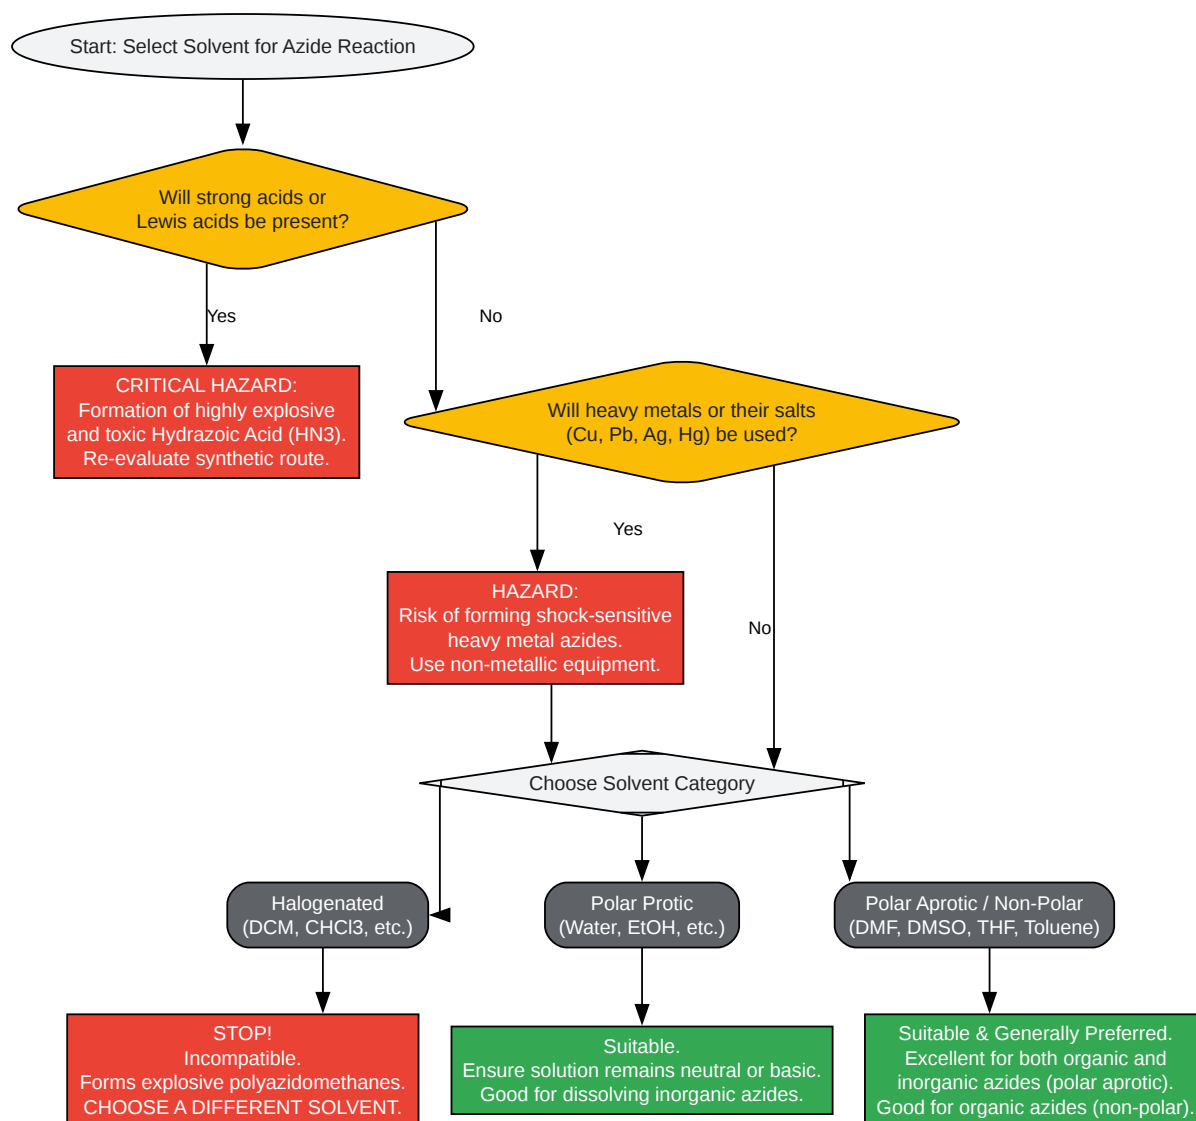 Start: Select Solvent for Azide Reaction
Will strong acids or
Lewis acids be present?
Yes
No
CRITICAL HAZARD:
Formation of highly explosive
and toxic Hydrazoic Acid (HN3).
Re-evaluate synthetic route.
Will heavy metals or their salts
(Cu, Pb, Ag, Hg) be used?
Yes
No
HAZARD:
Risk of forming shock-sensitive
heavy metal azides.
Use non-metallic equipment.
Choose Solvent Category
Halogenated
(DCM, CHCl3, etc.)
Polar Protic
(Water, EtOH, etc.)
Polar Aprotic / Non-Polar
(DMF, DMSO, THF, Toluene)
STOP!
Incompatible.
Forms explosive polyazidomethanes.
CHOOSE A DIFFERENT SOLVENT.
Suitable.
Ensure solution remains neutral or basic.
Good for dissolving inorganic azides.
Suitable & Generally Preferred.
Excellent for both organic and
inorganic azides (polar aprotic).
Good for organic azides (non-polar).